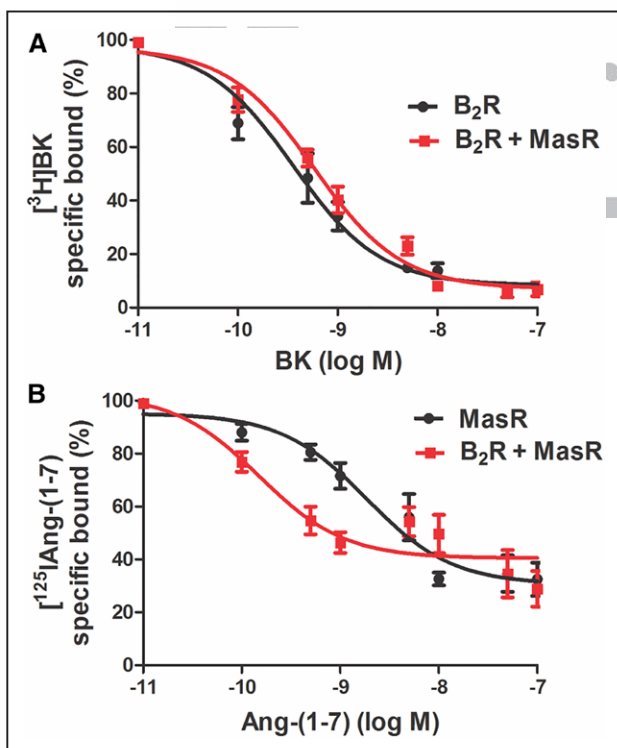 A
[³H]BK
specific bound (%)
100
80
60
40
20
0
B₂R
B₂R + MasR
-11
-10
-9
-8
-7
BK (log M)
B
[¹²⁵IAng-(1-7)
specific bound (%)
100
80
60
40
20
0
MasR
B₂R + MasR
-11
-10
-9
-8
-7
Ang-(1-7) (log M)